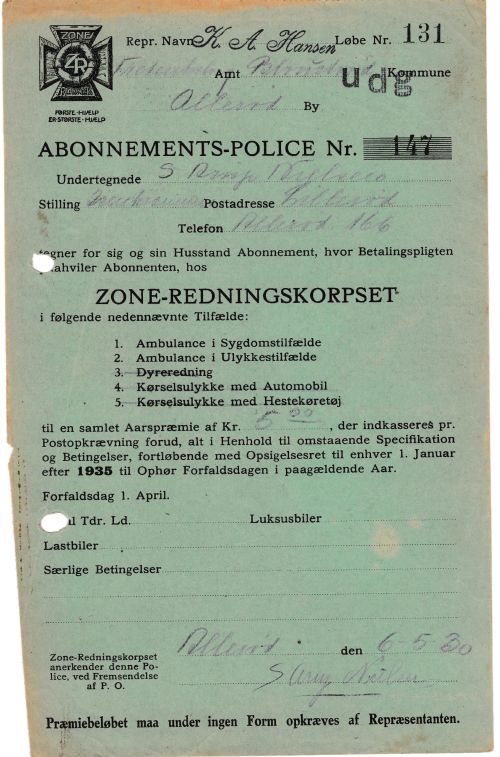 ZONE
ZR
FØRSTE-HJÆLP
ER STØRSTE-HJÆLP
Repr. Navn K. A. Hansen Løbe Nr. 131
Frederiksborg Amt Kommune
udg
Allerød By
ABONNEMENTS-POLICE Nr. 147
Undertegnede S
Stilling Postadresse Lillerød
Telefon Allerød 166
tegner for sig og sin Husstand Abonnement, hvor Betalingspligten
ahviler Abonnenten, hos
ZONE-REDNINGSKORPSET
i følgende nedennævnte Tilfælde:
1. Ambulance i Sygdomstilfælde
2. Ambulance i Ulykkestilfælde
3. Dyreredning
4. Kørselsulykke med Automobil
5. Kørselsulykke med Hestekøretøj
til en samlet Aarspræmie af Kr. 5 00, der indkasseres pr.
Postopkrævning forud, alt i Henhold til omstaaende Specifikation
og Betingelser, fortløbende med Opsigelsesret til enhver 1. Januar
efter 1935 til Ophør Forfaldsdagen i paagældende Aar.
Forfaldsdag 1. April.
l Tdr. Ld. Luksusbiler
Lastbiler
Særlige Betingelser
Allerød den 6-5-30
Zone-Redningskorpset
anerkender denne Po-
lice, ved Fremsendelse
af P. O.
Præmiebeløbet maa under ingen Form opkræves af Repræsentanten.